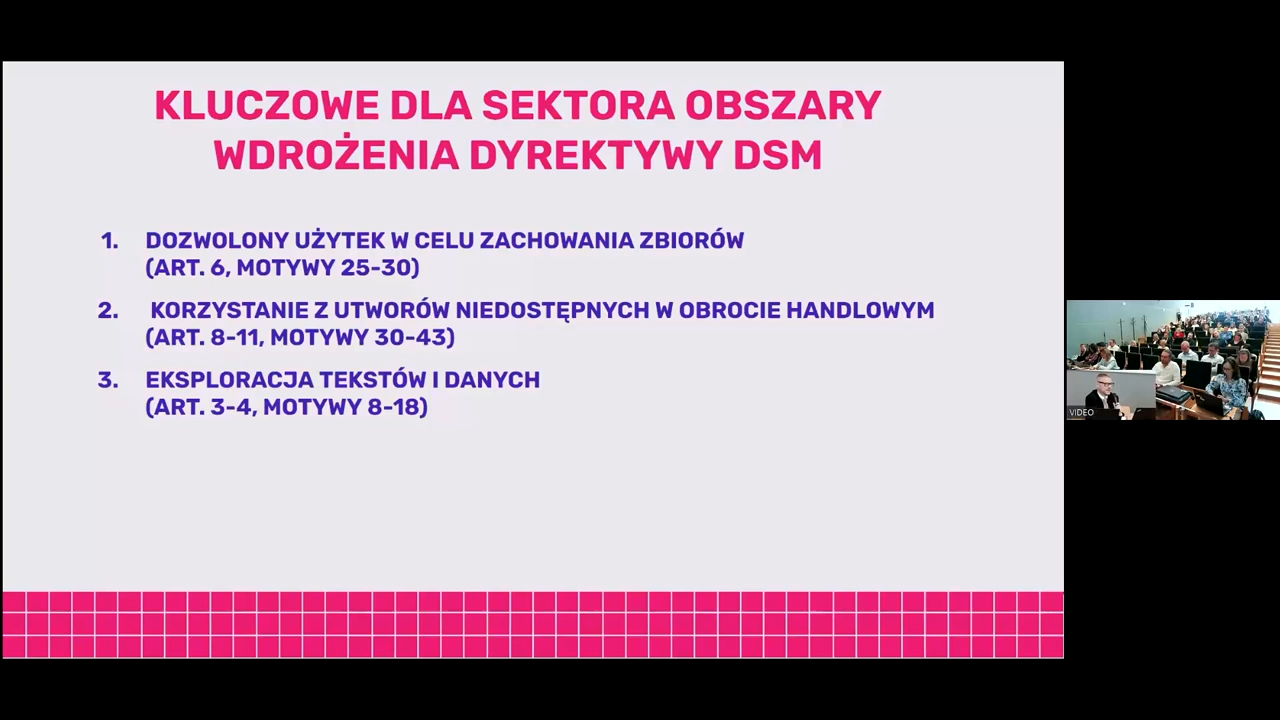 KLUCZOWE DLA SEKTORA OBSZARY
WDROŻENIA DYREKTYWY DSM
1. DOZWOLONY UŻYTEK W CELU ZACHOWANIA ZBIORÓW
(ART. 6, MOTYWY 25-30)
2. KORZYSTANIE Z UTWORÓW NIEDOSTĘPNYCH W OBROCIE HANDLOWYM
(ART. 8-11, MOTYWY 30-43)
3. EKSPLORACJA TEKSTÓW I DANYCH
(ART. 3-4, MOTYWY 8-18)
VIDEO